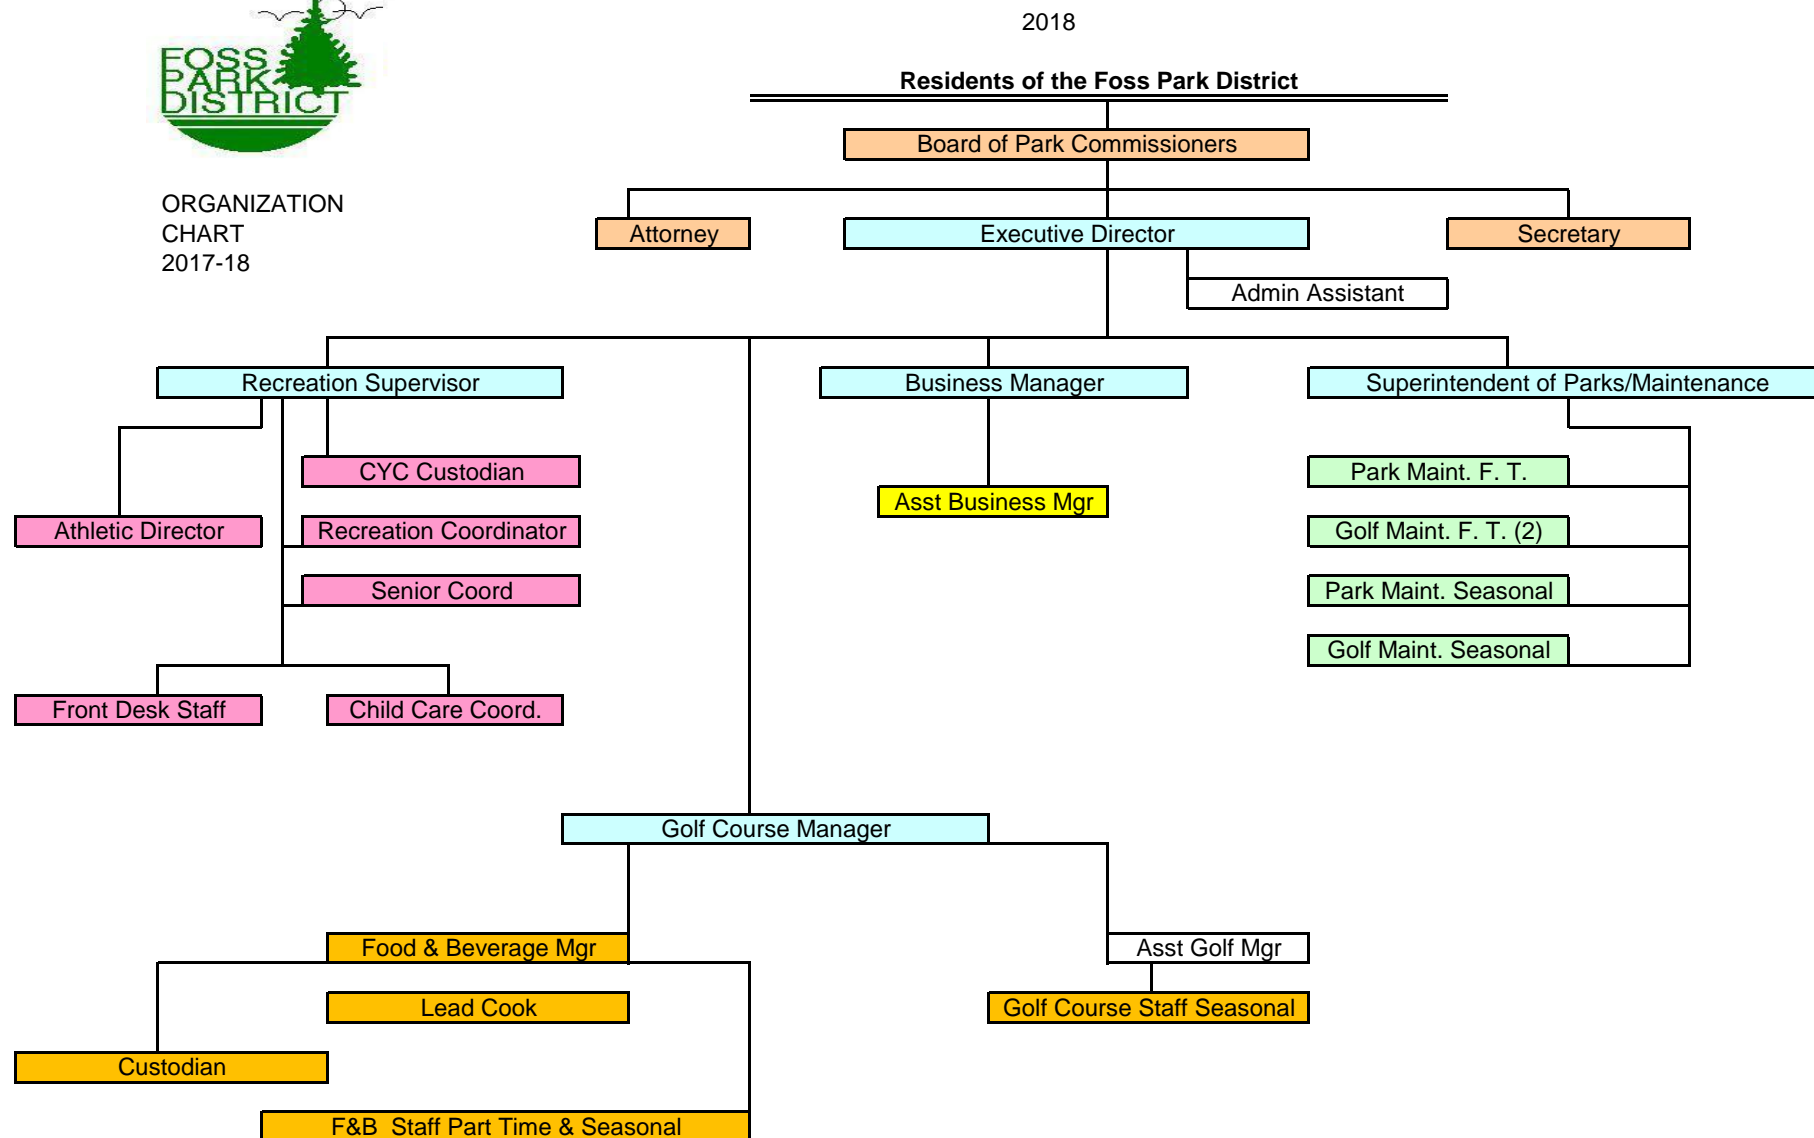 2018
FOSS
PARK
DISTRICT
Residents of the Foss Park District
Board of Park Commissioners
ORGANIZATION
CHART
2017-18
Attorney
Executive Director
Secretary
Admin Assistant
Recreation Supervisor
Business Manager
Superintendent of Parks/Maintenance
CYC Custodian
Park Maint. F. T.
Asst Business Mgr
Athletic Director
Recreation Coordinator
Golf Maint. F. T. (2)
Senior Coord
Park Maint. Seasonal
Golf Maint. Seasonal
Front Desk Staff
Child Care Coord.
Golf Course Manager
Food & Beverage Mgr
Asst Golf Mgr
Lead Cook
Golf Course Staff Seasonal
Custodian
F&B  Staff Part Time & Seasonal